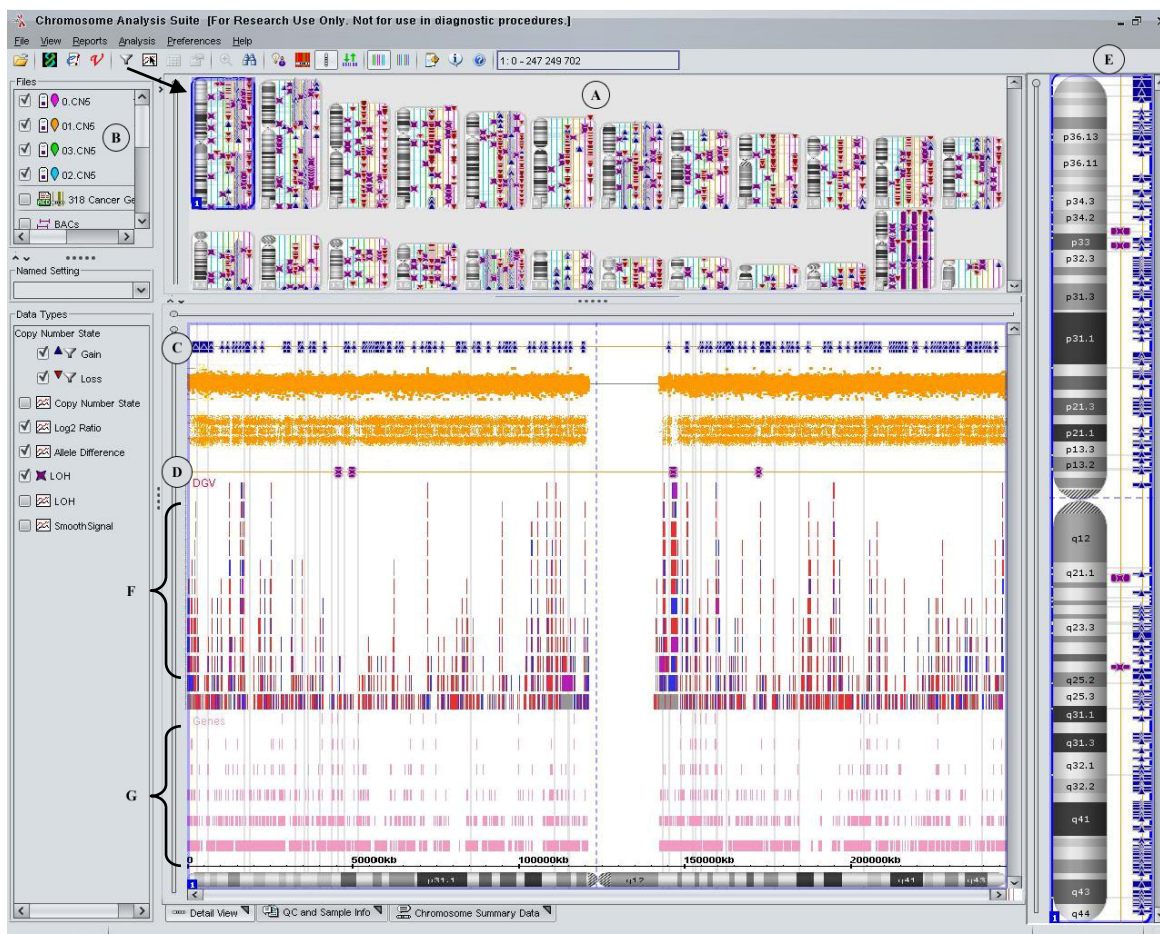 Chromosome Analysis Suite [For Research Use Only. Not for use in diagnostic procedures.]
File View Reports Analysis Preferences Help
1: 0 - 247 249 702
Files
0.CN5
01.CN5
03.CN5
02.CN5
318 Cancer Ge
BACs
Named Setting
Data Types
Copy Number State
Gain
Loss
Copy Number State
Log2 Ratio
Allele Difference
LOH
LOH
SmoothSignal
A
B
C
D
E
F
G
1
DGV
Genes
0 50000kb 100000kb 150000kb 200000kb
1
p31.1 q12 q41 q43
Detail View QC and Sample Info Chromosome Summary Data
p36.13
p36.11
p34.3
p34.2
p33
p32.3
p31.3
p31.1
p21.3
p21.1
p13.3
p13.2
q12
q21.1
q23.3
q25.2
q25.3
q31.1
q31.3
q32.1
q32.2
q41
q43
q44
1